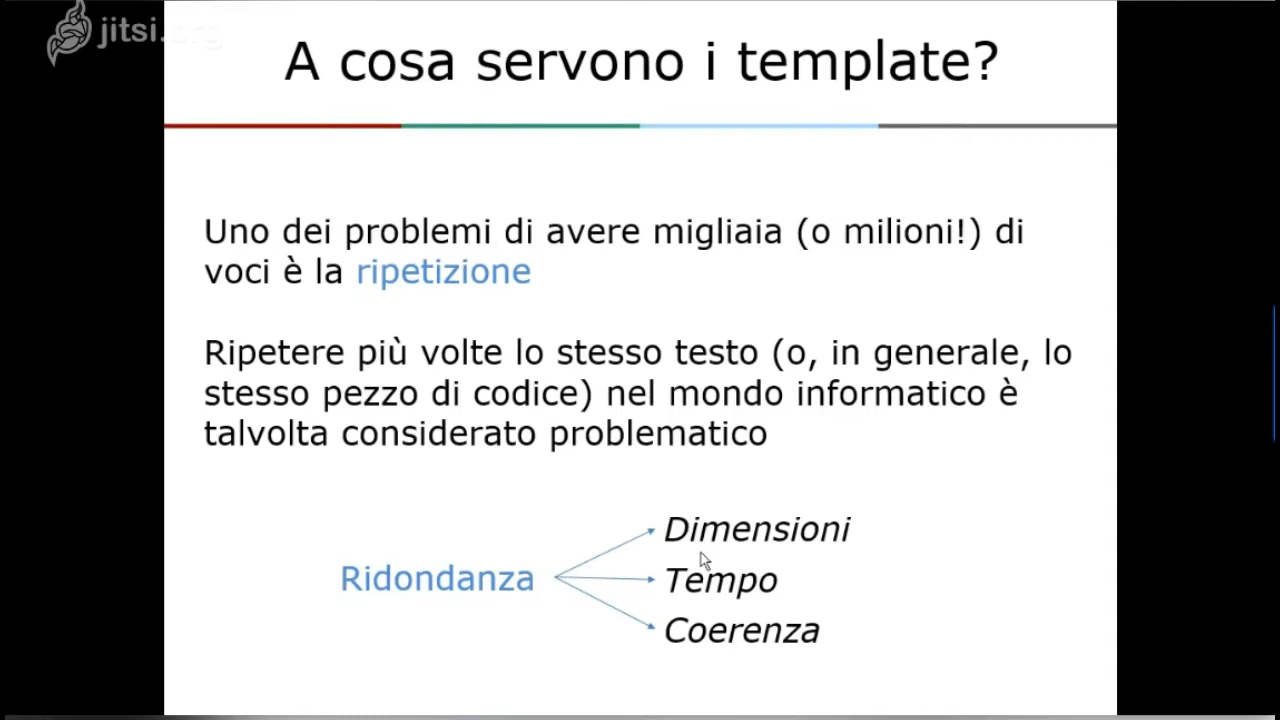 jitsi.org
A cosa servono i template?
Uno dei problemi di avere migliaia (o milioni!) di
voci è la ripetizione
Ripetere più volte lo stesso testo (o, in generale, lo
stesso pezzo di codice) nel mondo informatico è
talvolta considerato problematico
Ridondanza
Dimensioni
Tempo
Coerenza